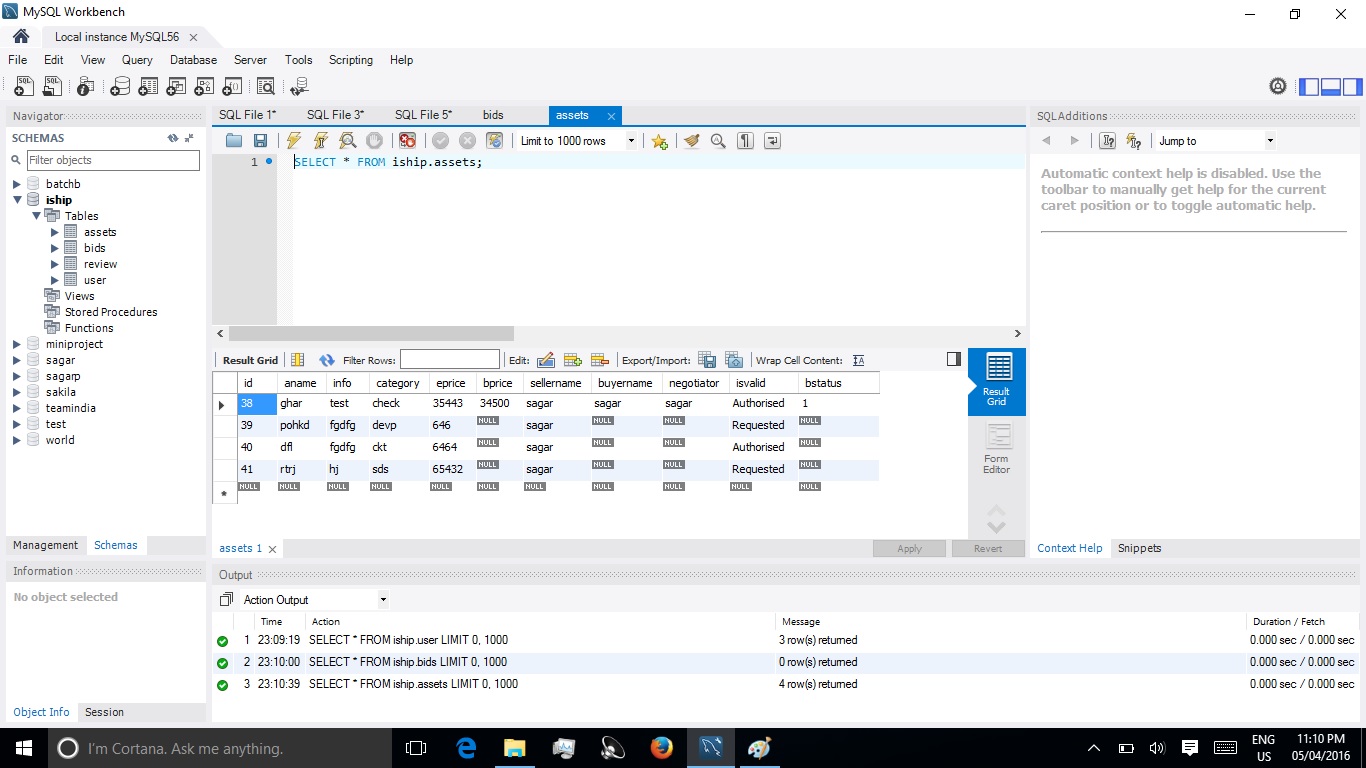 MySQL Workbench
Local instance MySQL56
File Edit View Query Database Server Tools Scripting Help
Navigator
SCHEMAS
Filter objects
batchb
iship
Tables
assets
bids
review
user
Views
Stored Procedures
Functions
miniproject
sagar
sagarp
sakila
teamindia
test
world
Management Schemas
Information
No object selected
Object Info Session
SQL File 1* SQL File 3* SQL File 5* bids assets
Limit to 1000 rows
1 SELECT * FROM iship.assets;
Result Grid Filter Rows: Edit: Export/Import: Wrap Cell Content:
id aname info category eprice bprice sellername buyername negotiator isvalid bstatus
38 ghar test check 35443 34500 sagar sagar sagar Authorised 1
39 pohkd fgdfg devp 646 NULL sagar NULL NULL Requested NULL
40 dfl fgdfg ckt 6464 NULL sagar NULL NULL Authorised NULL
41 rtrj hj sds 65432 NULL sagar NULL NULL Requested NULL
* NULL NULL NULL NULL NULL NULL NULL NULL NULL NULL NULL
Result Grid
Form Editor
assets 1
Apply Revert
SQLAdditions
Jump to
Automatic context help is disabled. Use the
toolbar to manually get help for the current
caret position or to toggle automatic help.
Context Help Snippets
Output
Action Output
Time Action Message Duration / Fetch
1 23:09:19 SELECT * FROM iship.user LIMIT 0, 1000 3 row(s) returned 0.000 sec / 0.000 sec
2 23:10:00 SELECT * FROM iship.bids LIMIT 0, 1000 0 row(s) returned 0.000 sec / 0.000 sec
3 23:10:39 SELECT * FROM iship.assets LIMIT 0, 1000 4 row(s) returned 0.000 sec / 0.000 sec
I'm Cortana. Ask me anything.
ENG
US
11:10 PM
05/04/2016